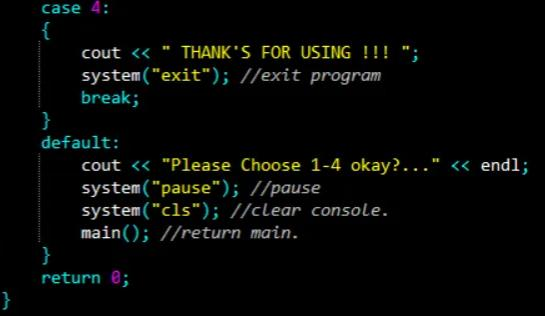 case 4:
{
cout << " THANK'S FOR USING !!! ";
system("exit"); //exit program
break;
}
default:
cout << "Please Choose 1-4 okay?..." << endl;
system("pause"); //pause
system("cls"); //clear console.
main(); //return main.
}
return 0;
}